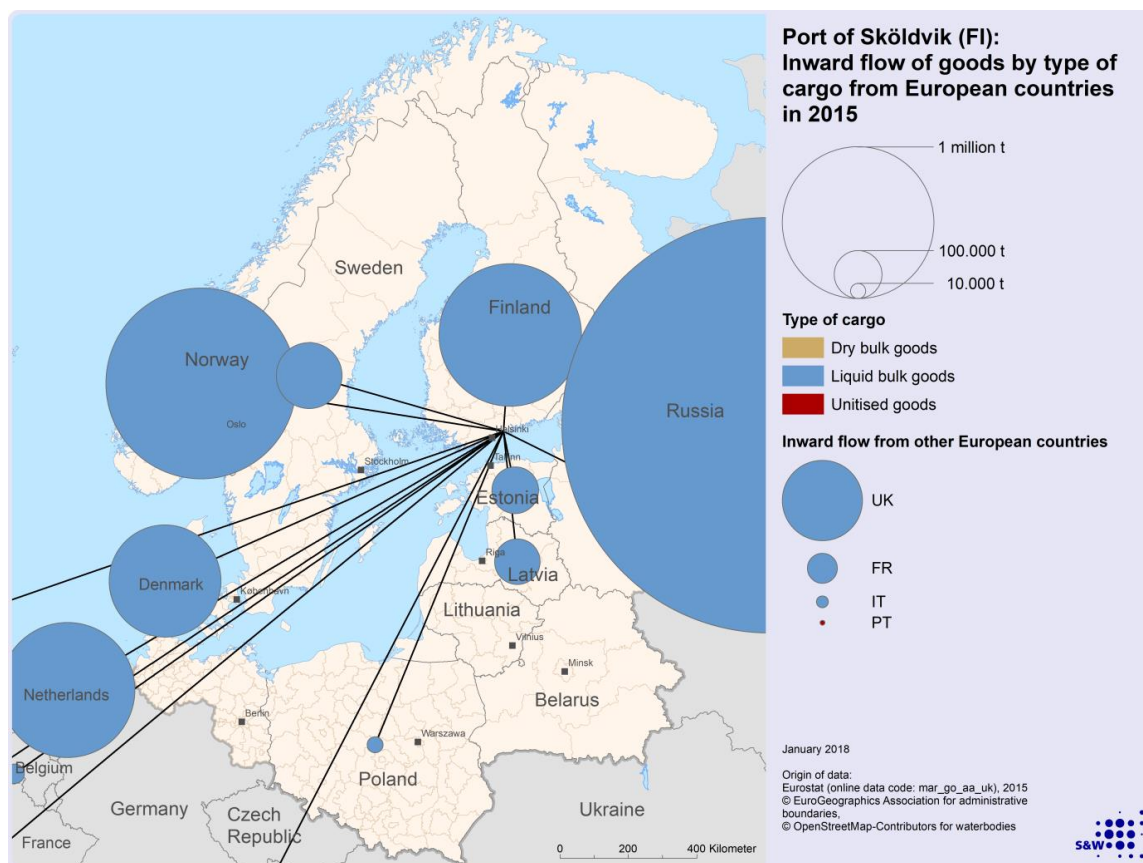 Port of Sköldvik (FI):
Inward flow of goods by type of
cargo from European countries
in 2015
1 million t
100.000 t
10.000 t
Type of cargo
Dry bulk goods
Liquid bulk goods
Unitised goods
Inward flow from other European countries
UK
FR
IT
PT
January 2018
Origin of data:
Eurostat (online data code: mar_go_aa_uk), 2015
© EuroGeographics Association for administrative
boundaries,
© OpenStreetMap-Contributors for waterbodies
S&W
Sweden
Finland
Norway
Russia
Oslo
Helsinki
Stockholm
Tallinn
Estonia
Riga
Latvia
Denmark
København
Lithuania
Vilnius
Minsk
Netherlands
Belarus
Berlin
Warszawa
Belgium
Poland
Germany
Czech
Republic
Ukraine
France
0 200 400 Kilometer